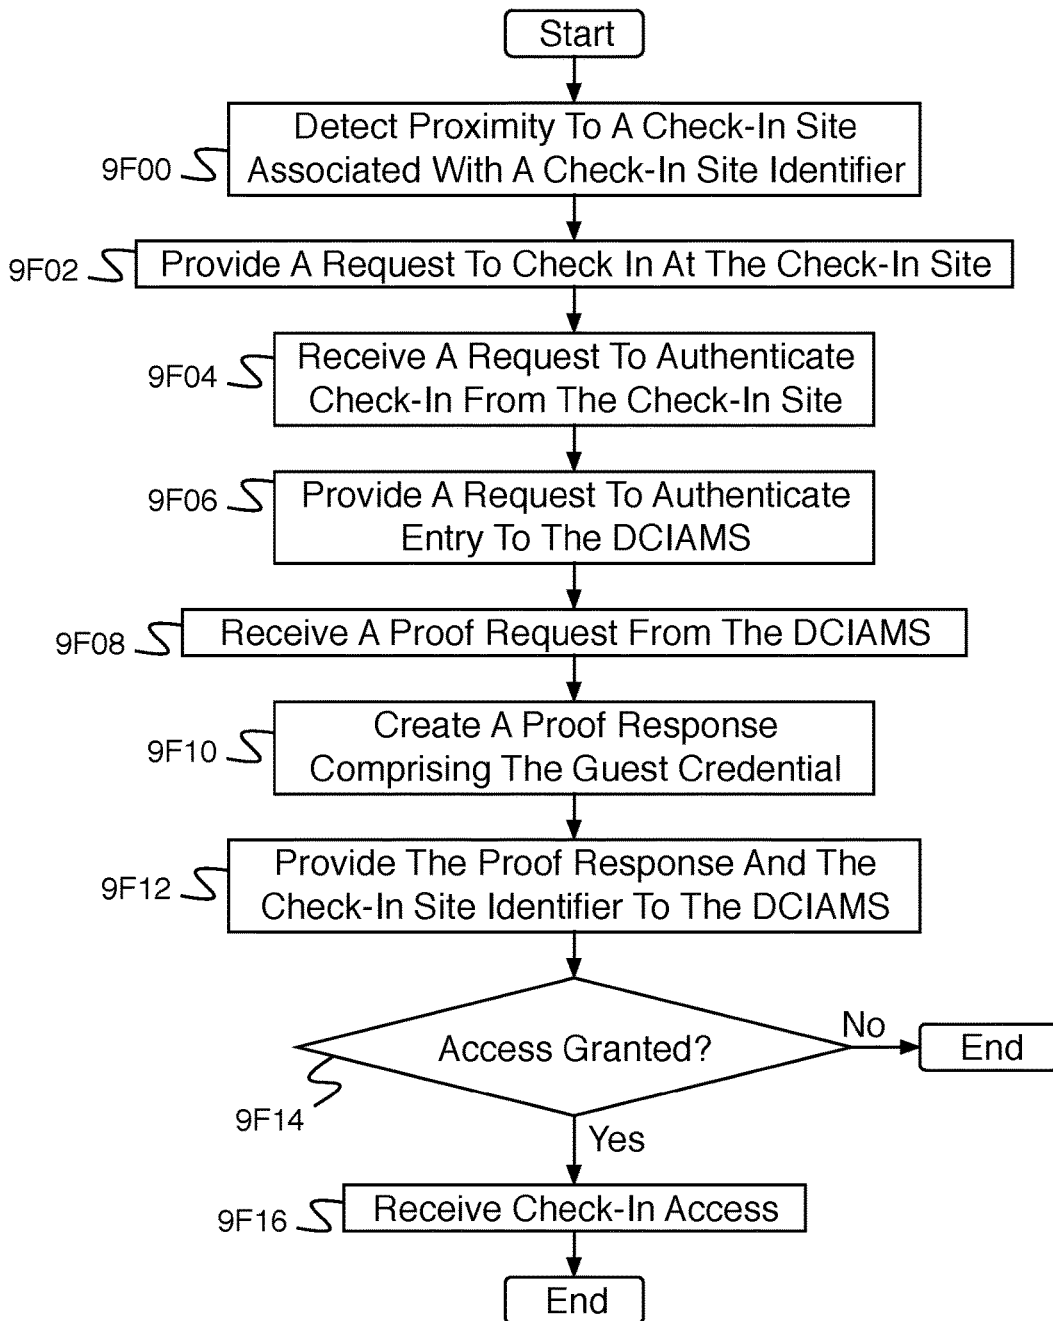 Start
Detect Proximity To A Check-In Site
Associated With A Check-In Site Identifier
9F00
Provide A Request To Check In At The Check-In Site
9F02
Receive A Request To Authenticate
Check-In From The Check-In Site
9F04
Provide A Request To Authenticate
Entry To The DCIAMS
9F06
Receive A Proof Request From The DCIAMS
9F08
Create A Proof Response
Comprising The Guest Credential
9F10
Provide The Proof Response And The
Check-In Site Identifier To The DCIAMS
9F12
Access Granted?
No
End
9F14
Yes
Receive Check-In Access
9F16
End